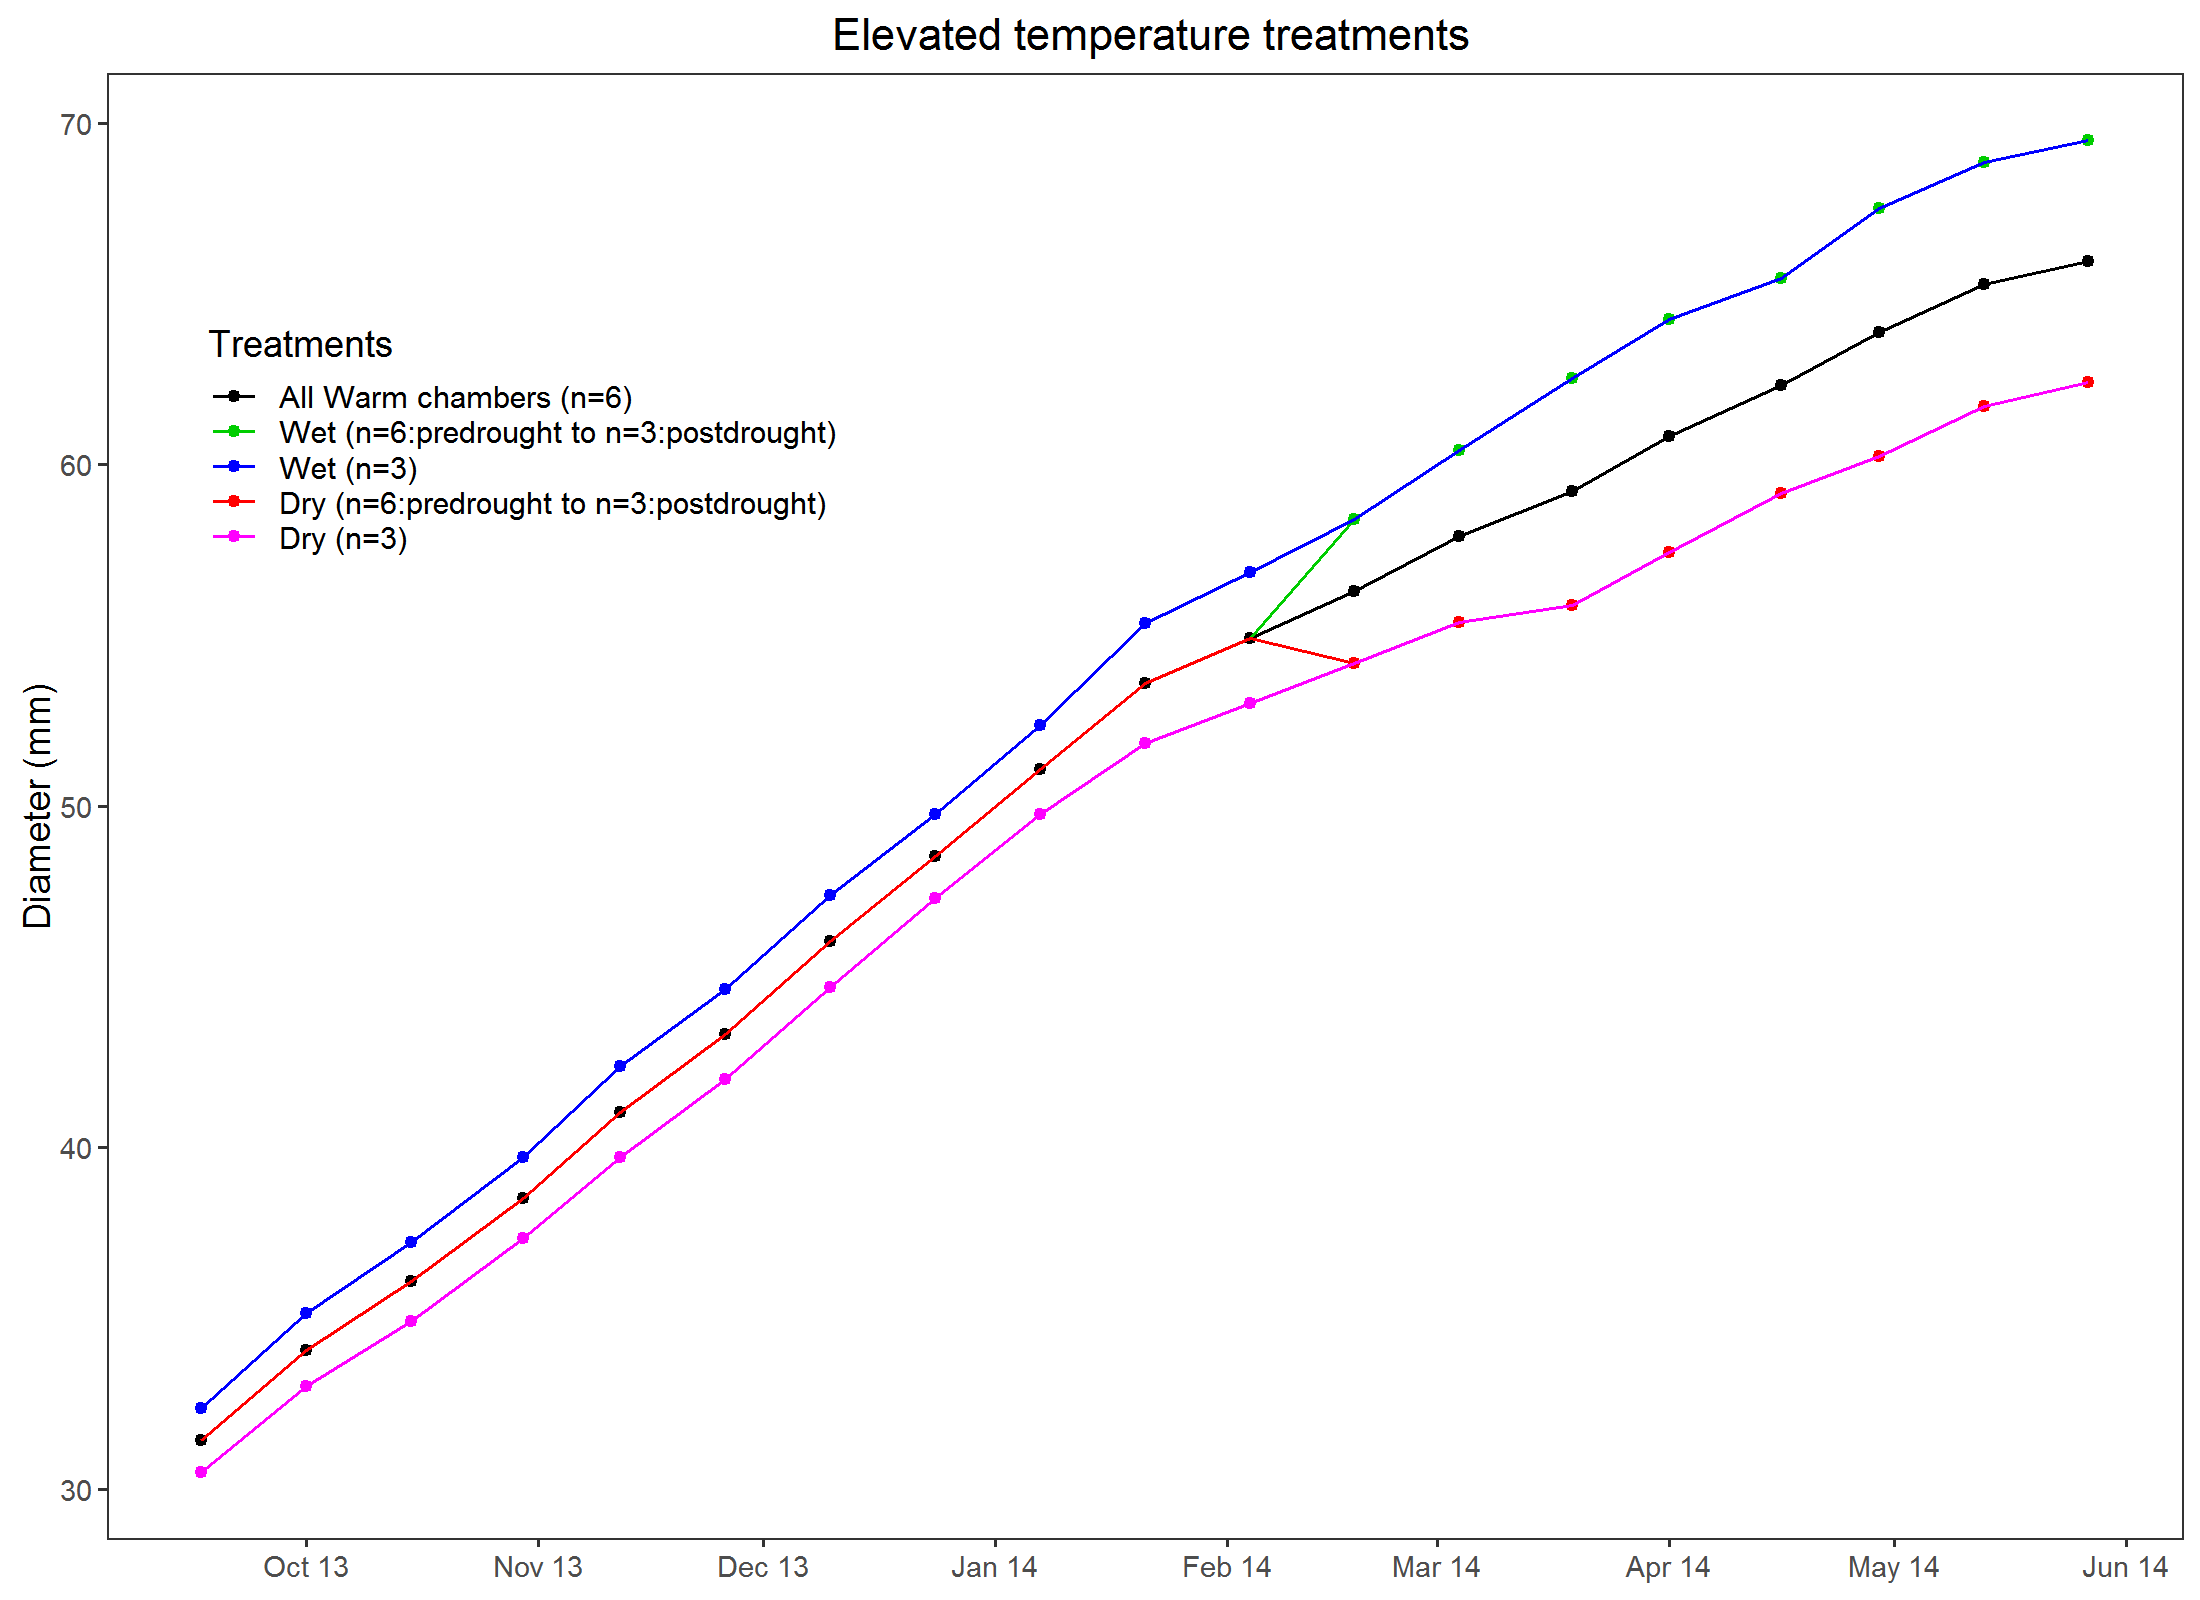 Elevated temperature treatments
70
60
50
40
30
Diameter (mm)
Treatments
All Warm chambers (n=6)
Wet (n=6:predrought to n=3:postdrought)
Wet (n=3)
Dry (n=6:predrought to n=3:postdrought)
Dry (n=3)
Oct 13 Nov 13 Dec 13 Jan 14 Feb 14 Mar 14 Apr 14 May 14 Jun 14